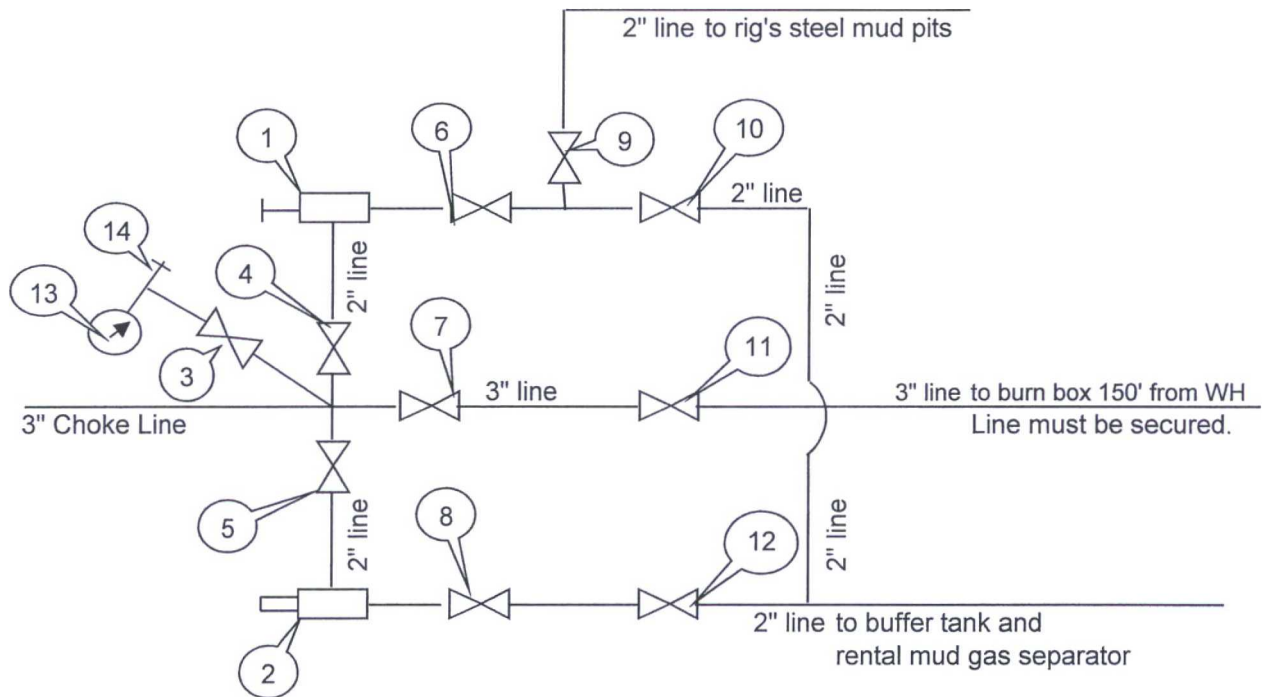 2" line to rig's steel mud pits
1
6
9
10
2" line
14
4
2" line
2" line
13
7
11
3
3" line
3" line to burn box 150' from WH
3" Choke Line
Line must be secured.
5
8
12
2" line
2" line
2
2" line to buffer tank and
rental mud gas separator